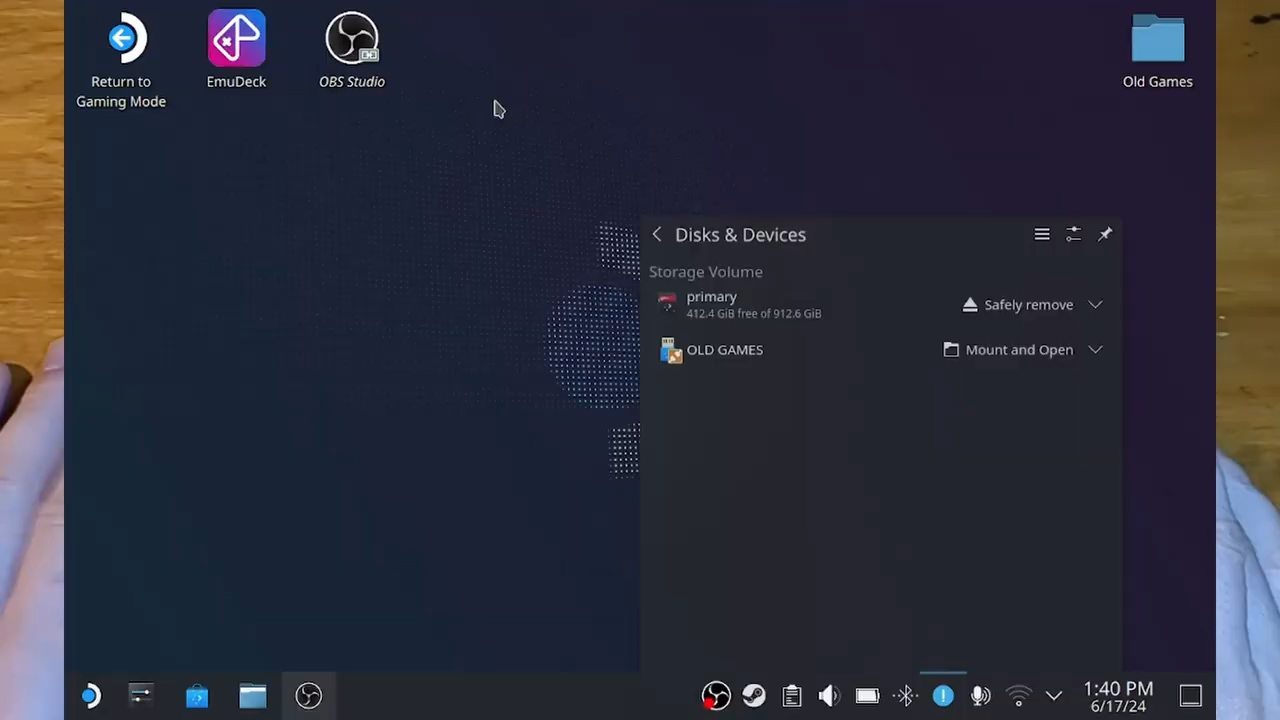 Return to
Gaming Mode
EmuDeck
OBS Studio
Old Games
Disks & Devices
Storage Volume
primary
412.4 GiB free of 912.6 GiB
Safely remove
OLD GAMES
Mount and Open
1:40 PM
6/17/24